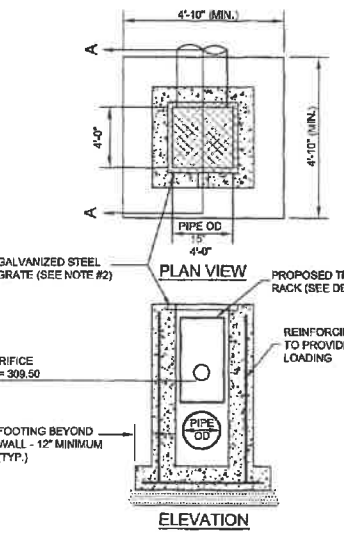 4'-10" (MIN.)
A
4'-0"
4'-10" (MIN.)
A
PIPE OD
15"
4'-0"
GALVANIZED STEEL
GRATE (SEE NOTE #2)
PLAN VIEW
PROPOSED
RACK (SEE
REINFORCIN
TO PROVIDE
LOADING
RIFICE
= 309.50
PIPE
OD
FOOTING BEYOND
WALL - 12" MINIMUM
(TYP.)
ELEVATION